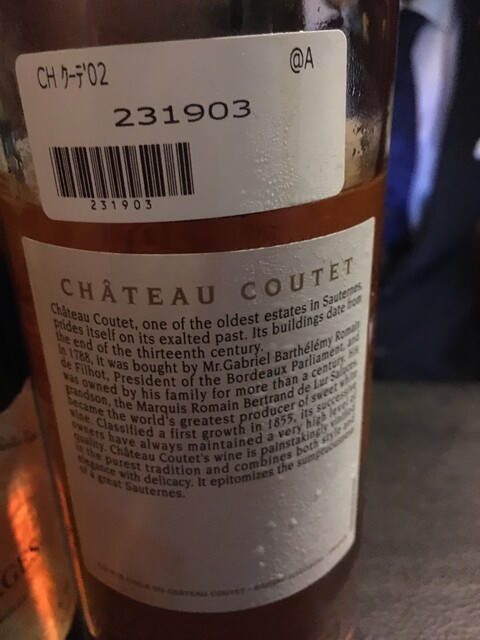 CH クーデ'02
@A
231903
231903
CHÂTEAU COUTET
Château Coutet, one of the oldest estates in Sauternes,
prides itself on its exalted past. Its buildings date from
the end of the thirteenth century.
In 1788, it was bought by Mr.Gabriel Barthélémy Romain
de Filhot, President of the Bordeaux Parliament, and
was owned by his family for more than a century. His
grandson, the Marquis Romain Bertrand de Lur Saluces,
became the world's greatest producer of sweet white
wine. Classified a first growth in 1855, its successive
owners have always maintained a very high level of
quality. Château Coutet's wine is painstakingly
in the purest tradition and combines both style and
elegance with delicacy. It epitomizes the sumptuousness
of a great Sauternes.
CHÂTEAU COUTET
GES